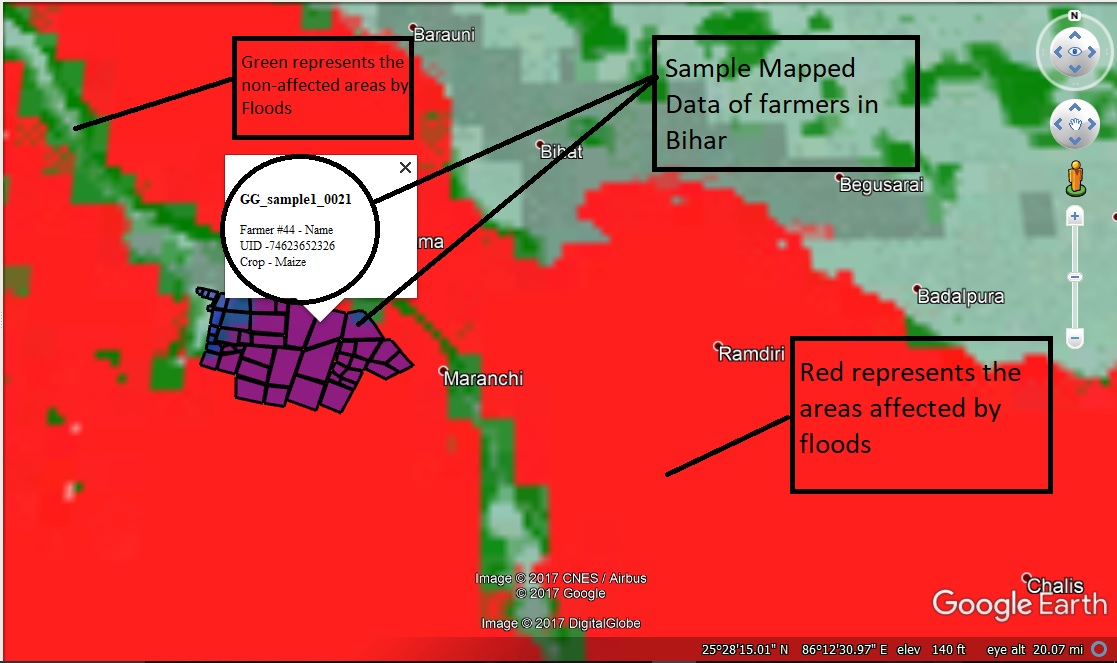 Barauni
Green represents the
non-affected areas by
Floods
Sample Mapped
Data of farmers in
Bihar
N
Bihat
Begusarai
GG_sample1_0021
Farmer #44 - Name
UID -74623652326
Crop - Maize
ma
Badalpura
Ramdiri
Maranchi
Red represents the
areas affected by
floods
Image © 2017 CNES / Airbus
© 2017 Google
Image © 2017 DigitalGlobe
Chalis
Google Earth
25°28'15.01" N 86°12'30.97" E elev 140 ft eye alt 20.07 mi